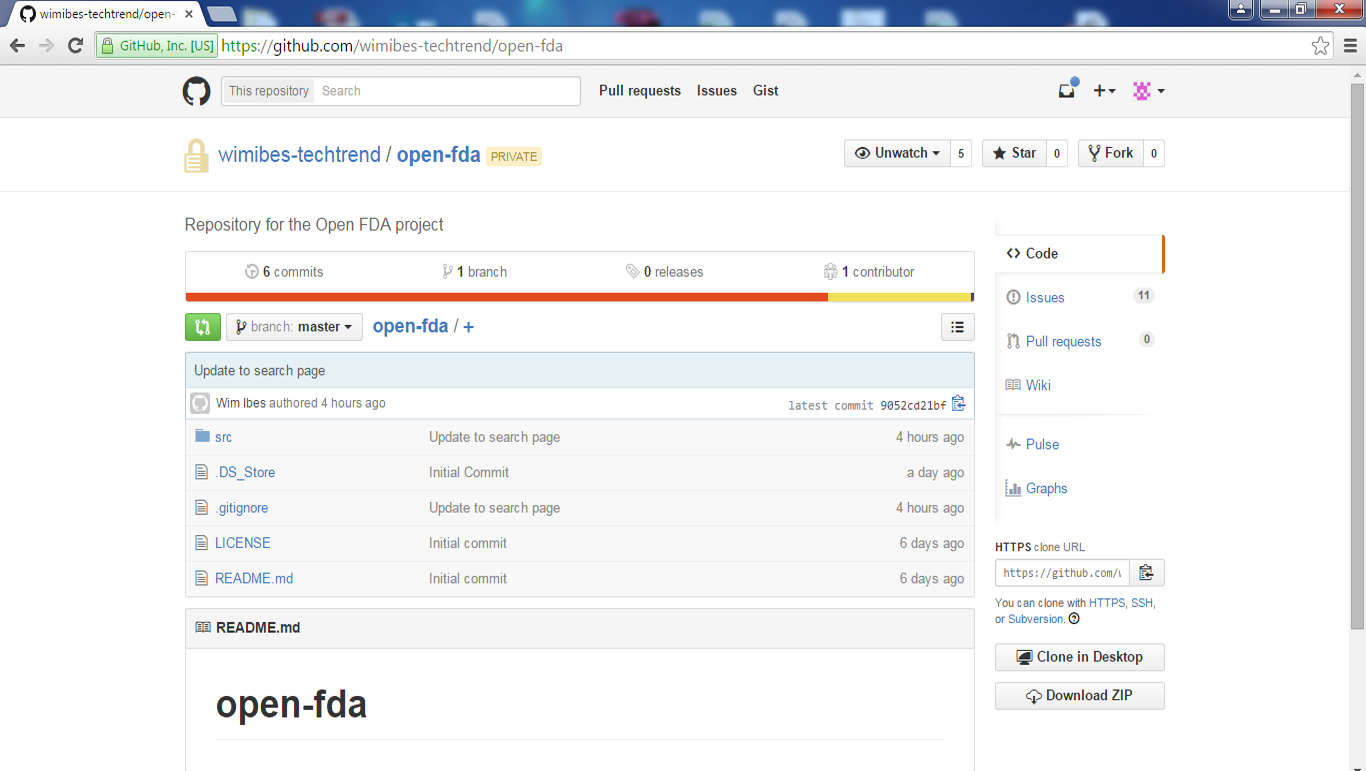 wimibes-techtrend/open-
GitHub, Inc. [US] https://github.com/wimibes-techtrend/open-fda
This repository Search Pull requests Issues Gist
wimibes-techtrend / open-fda PRIVATE Unwatch 5 Star 0 Fork 0
Repository for the Open FDA project
6 commits 1 branch 0 releases 1 contributor
branch: master open-fda / +
Update to search page
Wim Ibes authored 4 hours ago latest commit 9052cd21bf
src Update to search page 4 hours ago
.DS_Store Initial Commit a day ago
.gitignore Update to search page 4 hours ago
LICENSE Initial commit 6 days ago
README.md Initial commit 6 days ago
README.md
open-fda
Code
Issues 11
Pull requests 0
Wiki
Pulse
Graphs
HTTPS clone URL
https://github.com/
You can clone with HTTPS, SSH,
or Subversion.
Clone in Desktop
Download ZIP